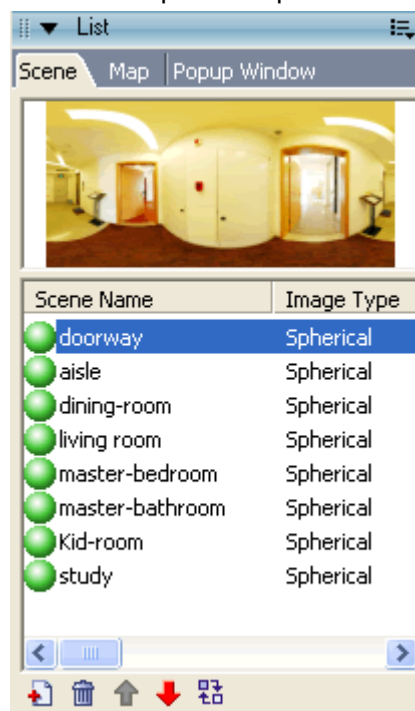 List
Scene Map Popup Window
Scene Name Image Type
doorway Spherical
aisle Spherical
dining-room Spherical
living room Spherical
master-bedroom Spherical
master-bathroom Spherical
Kid-room Spherical
study Spherical